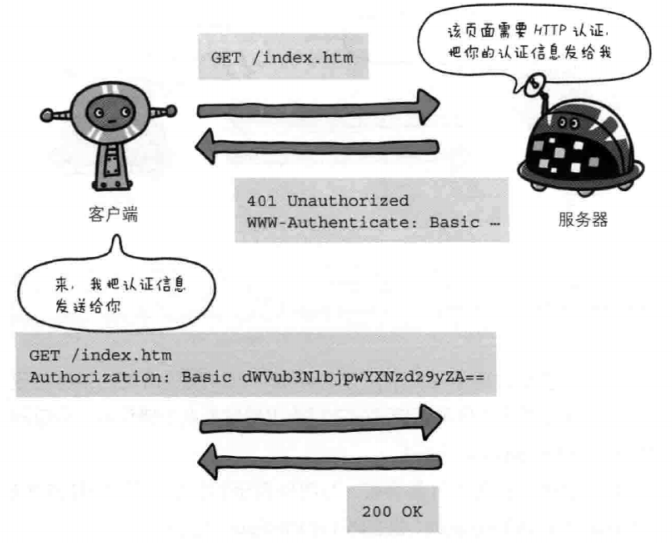 该页面需要 HTTP 认证,
把你的认证信息发给我
GET /index.htm
客户端
401 Unauthorized
WWW-Authenticate: Basic …
服务器
来, 我把认证信息
发送给你
GET /index.htm
Authorization: Basic dWVub3NlbjpwYXNzd29yZA==
200 OK